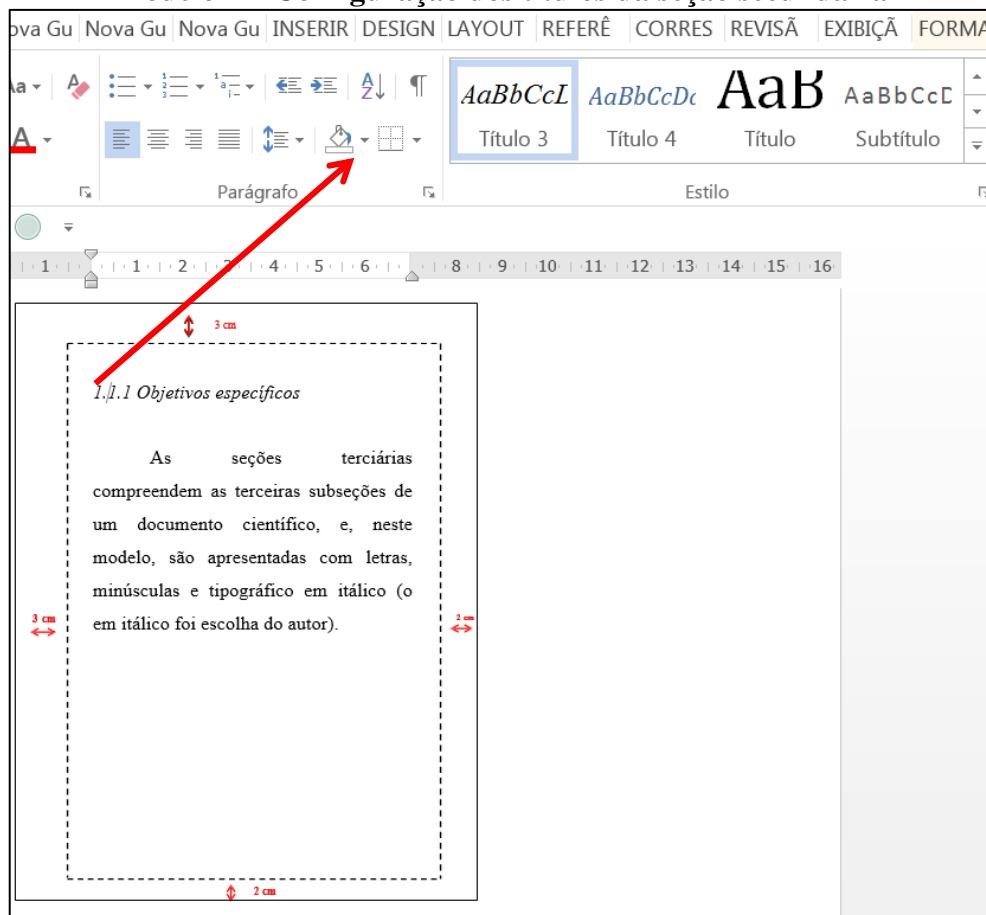 ova Gu Nova Gu Nova Gu INSERIR DESIGN LAYOUT REFERÊ CORRES REVISÃ EXIBIÇÃ FORMA
Aa A
A
AaBbCcL AaBbCcDc AaB AaBbCcD
Título 3 Título 4 Título Subtítulo
Parágrafo Estilo
1 1 2 3 4 5 6 8 9 10 11 12 13 14 15 16
3 cm
1.1.1 Objetivos específicos
As seções terciárias
compreendem as terceiras subseções de
um documento científico, e, neste
modelo, são apresentadas com letras,
minúsculas e tipográfico em itálico (o
em itálico foi escolha do autor).
3 cm
2 cm
2 cm